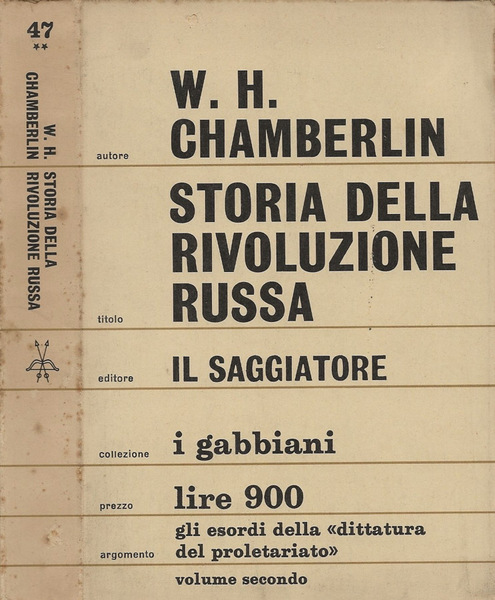 47
**
W. H. STORIA DELLA
CHAMBERLIN RIVOLUZIONE RUSSA
autore
W. H.
CHAMBERLIN
titolo
STORIA DELLA
RIVOLUZIONE
RUSSA
editore
IL SAGGIATORE
collezione
i gabbiani
prezzo
lire 900
argomento
gli esordi della «dittatura
del proletariato»
volume secondo